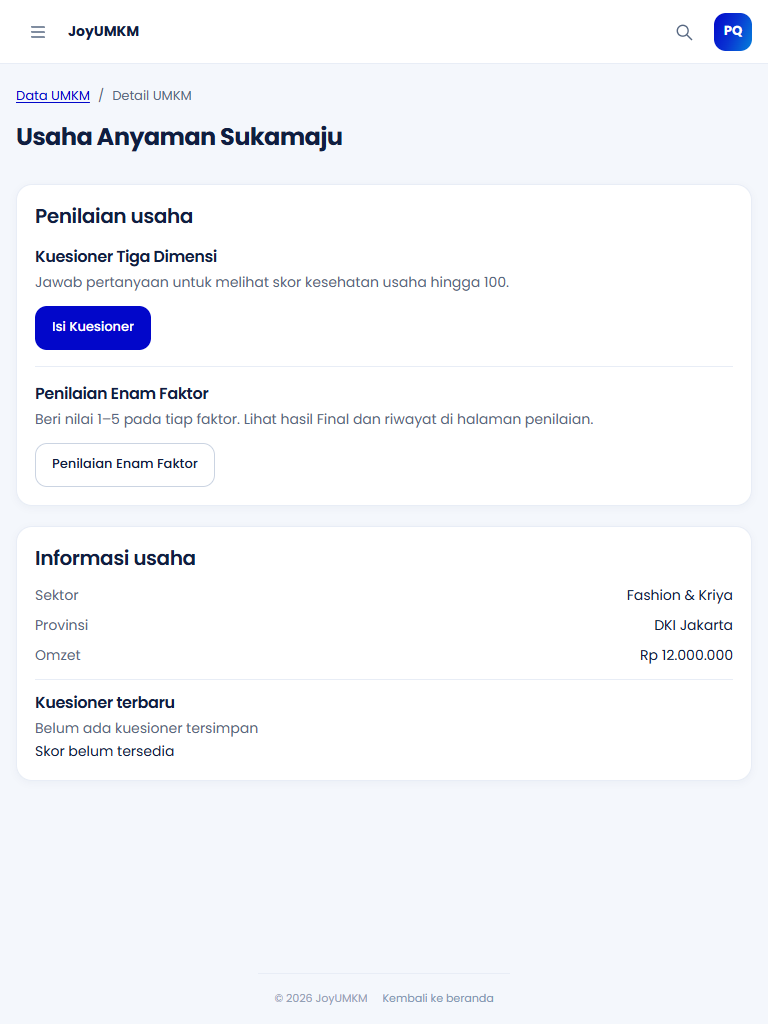 JoyUMKM
PQ
Data UMKM / Detail UMKM
Usaha Anyaman Sukamaju
Penilaian usaha
Kuesioner Tiga Dimensi
Jawab pertanyaan untuk melihat skor kesehatan usaha hingga 100.
Isi Kuesioner
Penilaian Enam Faktor
Beri nilai 1–5 pada tiap faktor. Lihat hasil Final dan riwayat di halaman penilaian.
Penilaian Enam Faktor
Informasi usaha
Sektor Fashion & Kriya
Provinsi DKI Jakarta
Omzet Rp 12.000.000
Kuesioner terbaru
Belum ada kuesioner tersimpan
Skor belum tersedia
© 2026 JoyUMKM Kembali ke beranda